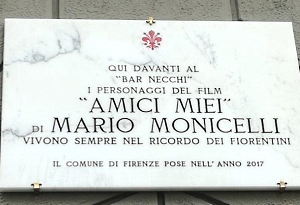 QUI DAVANTI AL
"BAR NECCHI"
I PERSONAGGI DEL FILM
"AMICI MIEI"
DI MARIO MONICELLI
VIVONO SEMPRE NEL RICORDO DEI FIORENTINI
IL COMUNE DI FIRENZE POSE NELL'ANNO 2017